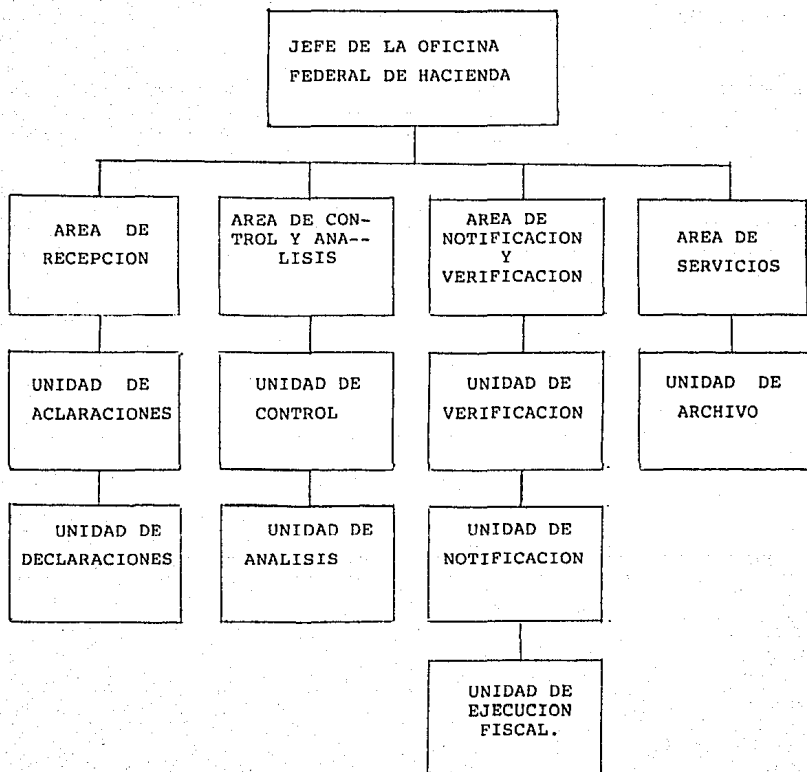 JEFE DE LA OFICINA
FEDERAL DE HACIENDA
AREA DE
RECEPCION
AREA DE CON-
TROL Y ANA--
LISIS
AREA DE
NOTIFICACION
Y
VERIFICACION
AREA DE
SERVICIOS
UNIDAD DE
ACLARACIONES
UNIDAD DE
CONTROL
UNIDAD DE
VERIFICACION
UNIDAD DE
ARCHIVO
UNIDAD DE
DECLARACIONES
UNIDAD DE
ANALISIS
UNIDAD DE
NOTIFICACION
UNIDAD DE
EJECUCION
FISCAL.